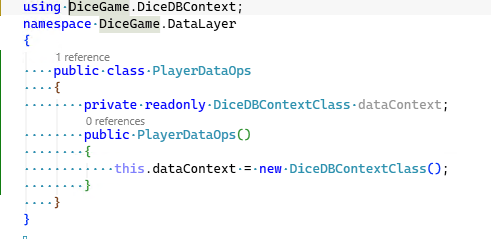 using DiceGame.DiceDBContext;
namespace DiceGame.DataLayer
{
1 reference
public class PlayerDataOps
{
private readonly DiceDBContextClass dataContext;
0 references
public PlayerDataOps()
{
this.dataContext = new DiceDBContextClass();
}
}
}